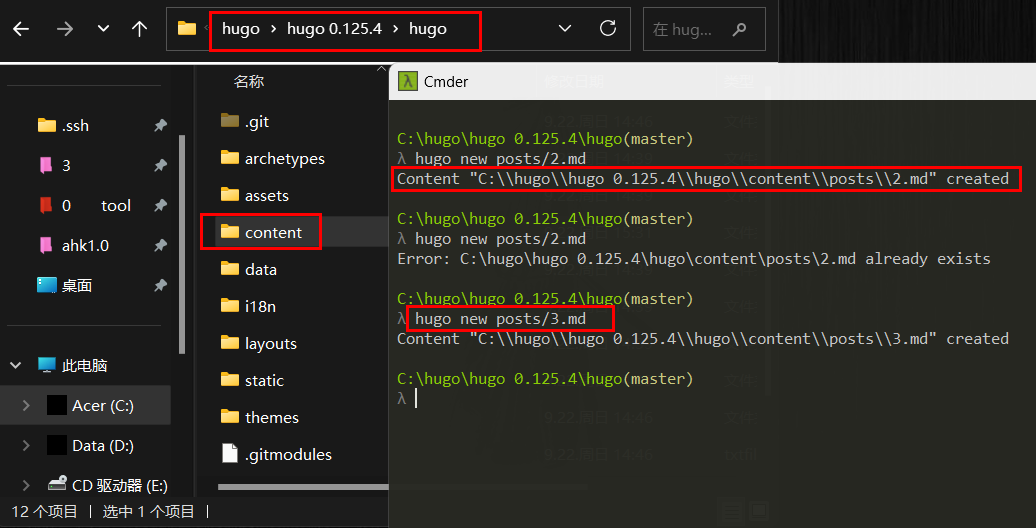 hugo > hugo 0.125.4 > hugo
在 hug...
名称
.ssh
3
0 tool
ahk1.0
桌面
此电脑
Acer (C:)
Data (D:)
CD 驱动器 (E:)
.git
archetypes
assets
content
data
i18n
layouts
static
themes
.gitmodules
12 个项目
选中 1 个项目
λ Cmder
C:\hugo\hugo 0.125.4\hugo(master)
λ hugo new posts/2.md
Content "C:\\hugo\\hugo 0.125.4\\hugo\\content\\posts\\2.md" created
C:\hugo\hugo 0.125.4\hugo(master)
λ hugo new posts/2.md
Error: C:\hugo\hugo 0.125.4\hugo\content\posts\2.md already exists
C:\hugo\hugo 0.125.4\hugo(master)
λ hugo new posts/3.md
Content "C:\\hugo\\hugo 0.125.4\\hugo\\content\\posts\\3.md" created
C:\hugo\hugo 0.125.4\hugo(master)
λ